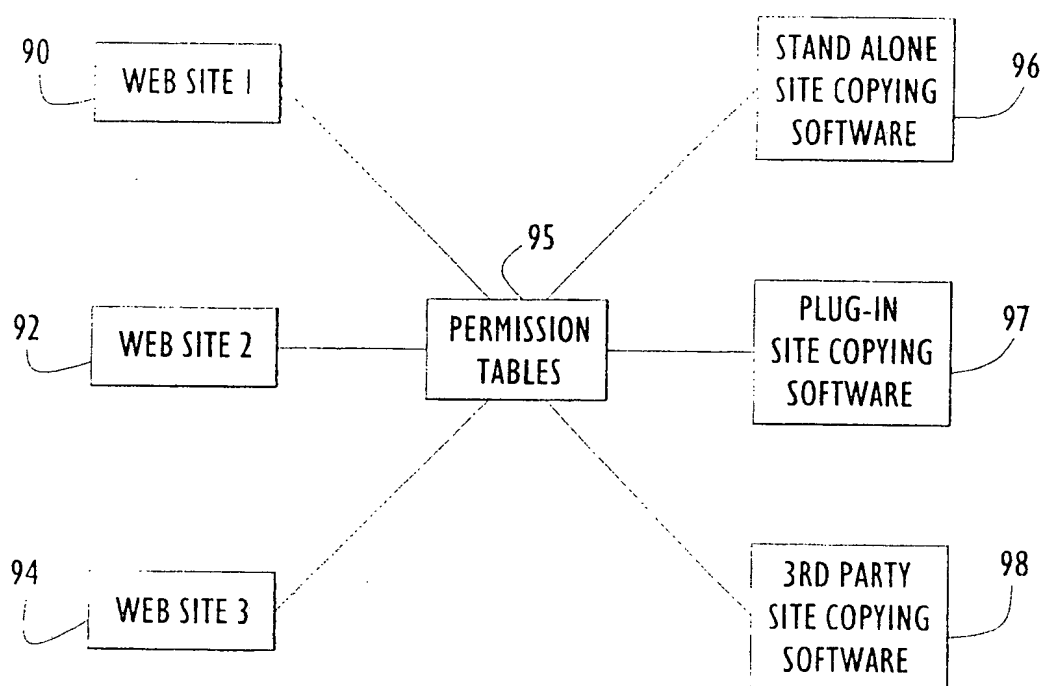 90
WEB SITE 1
STAND ALONE
SITE COPYING
SOFTWARE
96
95
92
WEB SITE 2
PERMISSION
TABLES
PLUG-IN
SITE COPYING
SOFTWARE
97
94
WEB SITE 3
3RD PARTY
SITE COPYING
SOFTWARE
98